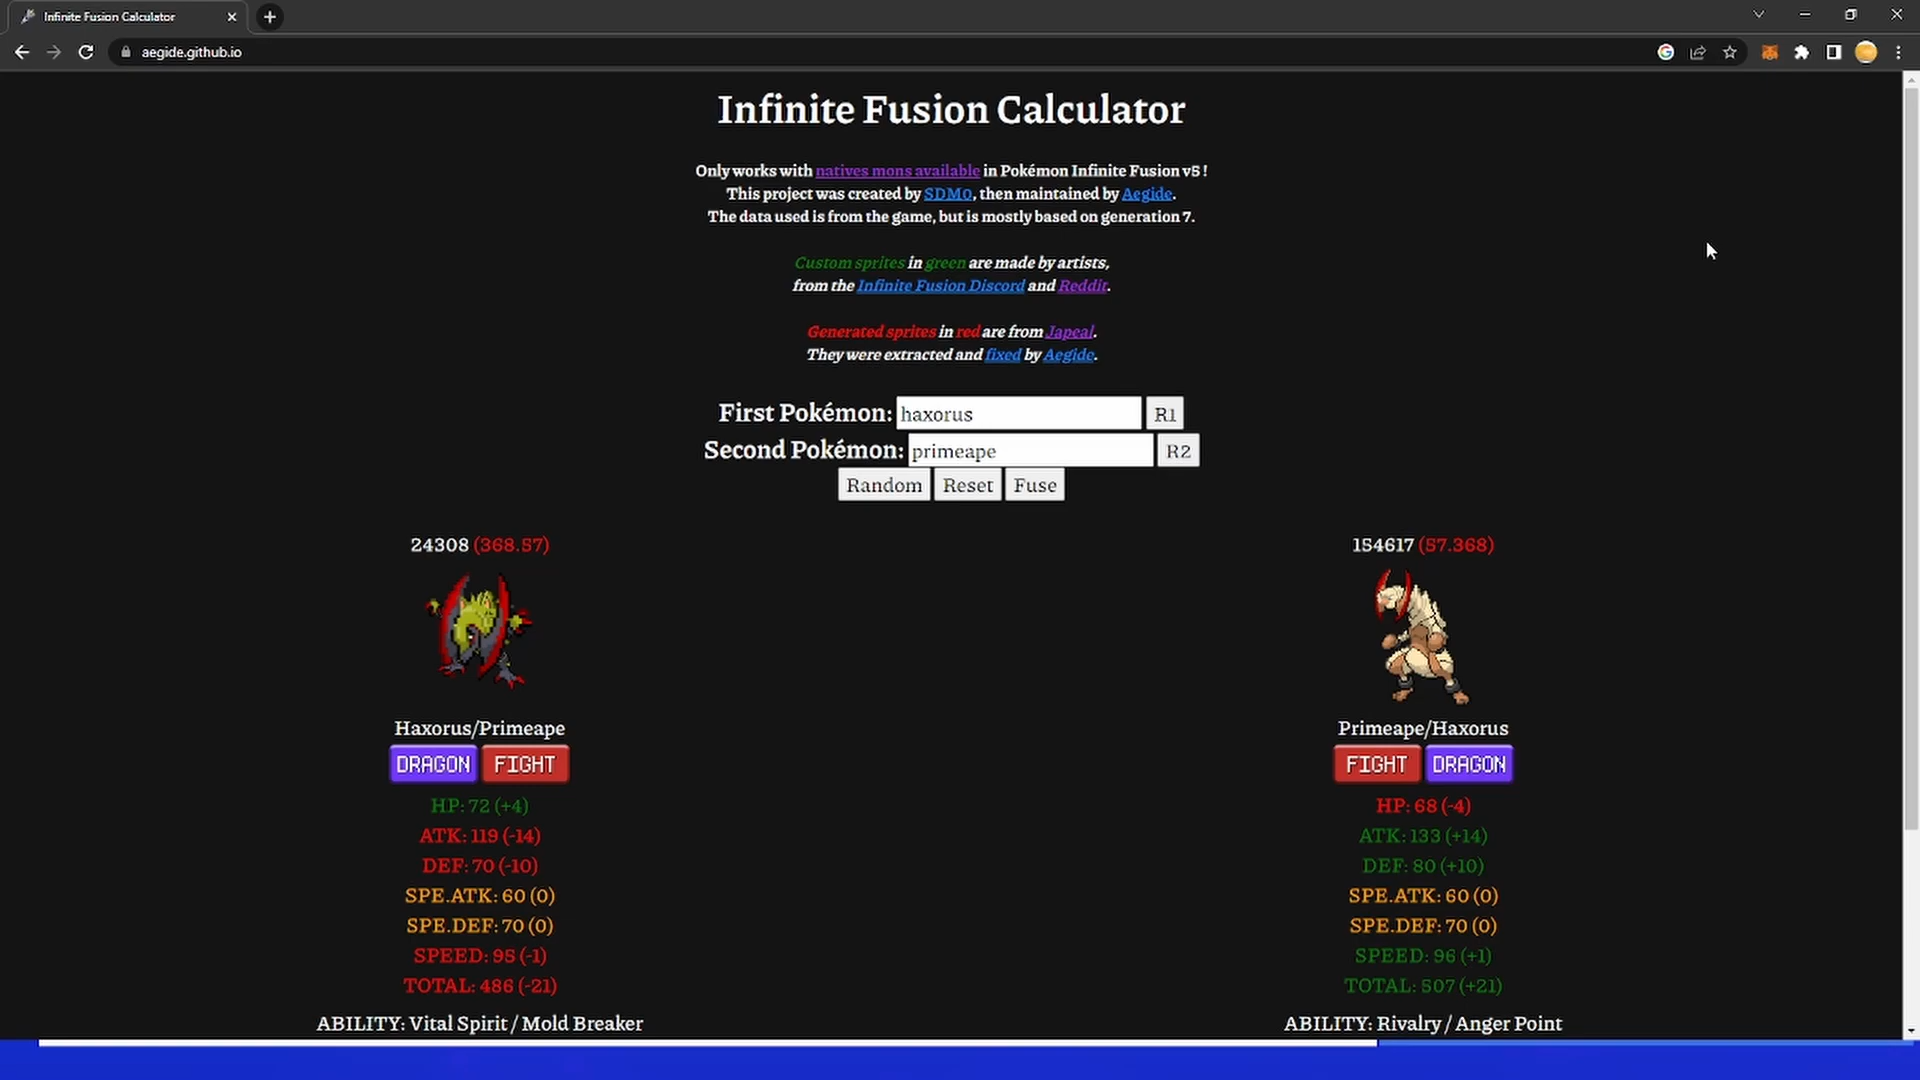 Infinite Fusion Calculator
aegide.github.io
Infinite Fusion Calculator
Only works with natives mons available in Pokémon Infinite Fusion v5 !
This project was created by SDM0, then maintained by Aegide.
The data used is from the game, but is mostly based on generation 7.
Custom sprites in green are made by artists,
from the Infinite Fusion Discord and Reddit.
Generated sprites in red are from Japeal.
They were extracted and fixed by Aegide.
First Pokémon: haxorus R1
Second Pokémon: primeape R2
Random Reset Fuse
24308 (368.57)
Haxorus/Primeape
DRAGON FIGHT
HP: 72 (+4)
ATK: 119 (-14)
DEF: 70 (-10)
SPE.ATK: 60 (0)
SPE.DEF: 70 (0)
SPEED: 95 (-1)
TOTAL: 486 (-21)
ABILITY: Vital Spirit / Mold Breaker
154617 (57.368)
Primeape/Haxorus
FIGHT DRAGON
HP: 68 (-4)
ATK: 133 (+14)
DEF: 80 (+10)
SPE.ATK: 60 (0)
SPE.DEF: 70 (0)
SPEED: 96 (+1)
TOTAL: 507 (+21)
ABILITY: Rivalry / Anger Point